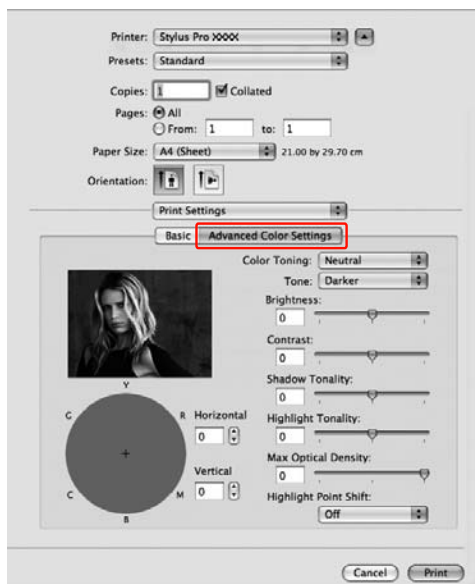 Printer: Stylus Pro XXXX
Presets: Standard
Copies: 1 Collated
Pages: All
From: 1 to: 1
Paper Size: A4 (Sheet) 21.00 by 29.70 cm
Orientation:
Print Settings
Basic Advanced Color Settings
Color Toning: Neutral
Tone: Darker
Brightness:
0
Contrast:
0
Shadow Tonality:
0
Highlight Tonality:
0
Max Optical Density:
0
Highlight Point Shift:
Off
Y
G R
C M
B
Horizontal
0
Vertical
0
Cancel Print